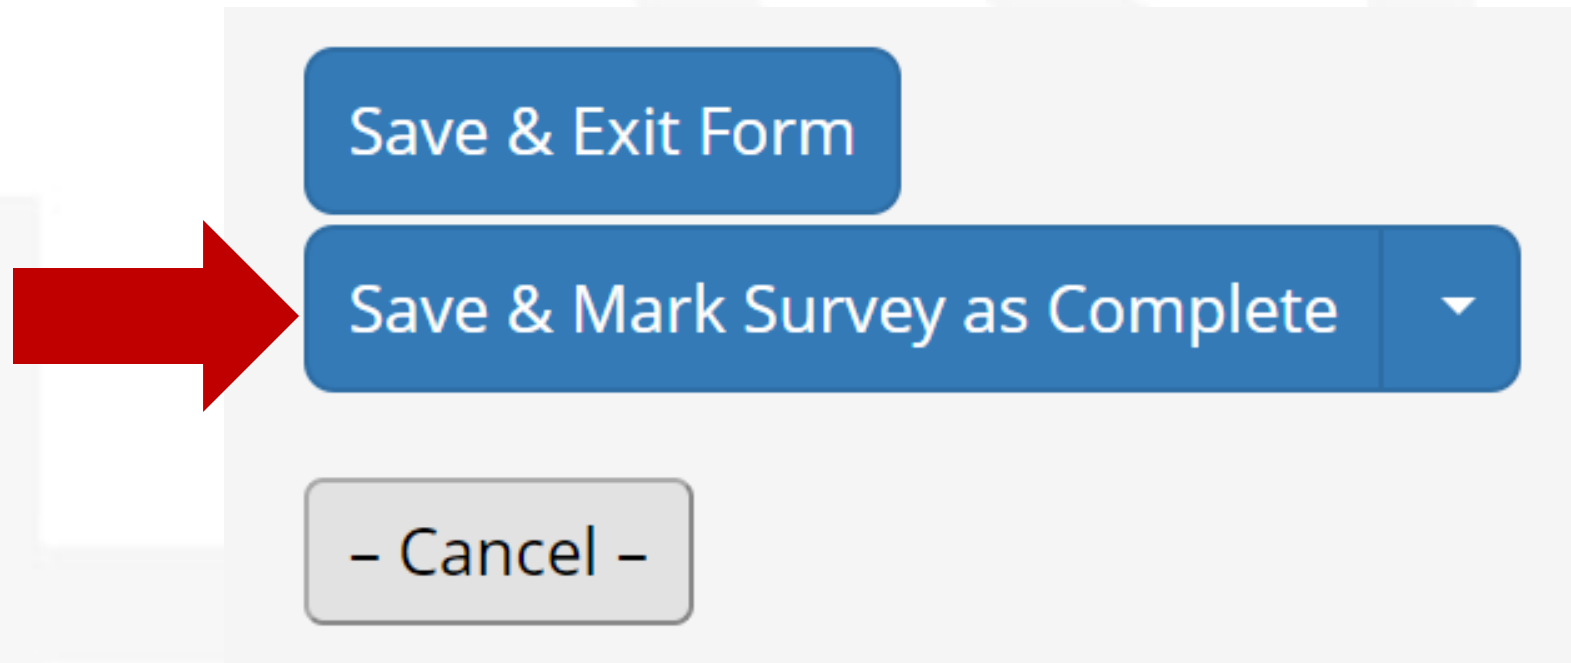 Save & Exit Form
Save & Mark Survey as Complete
– Cancel –